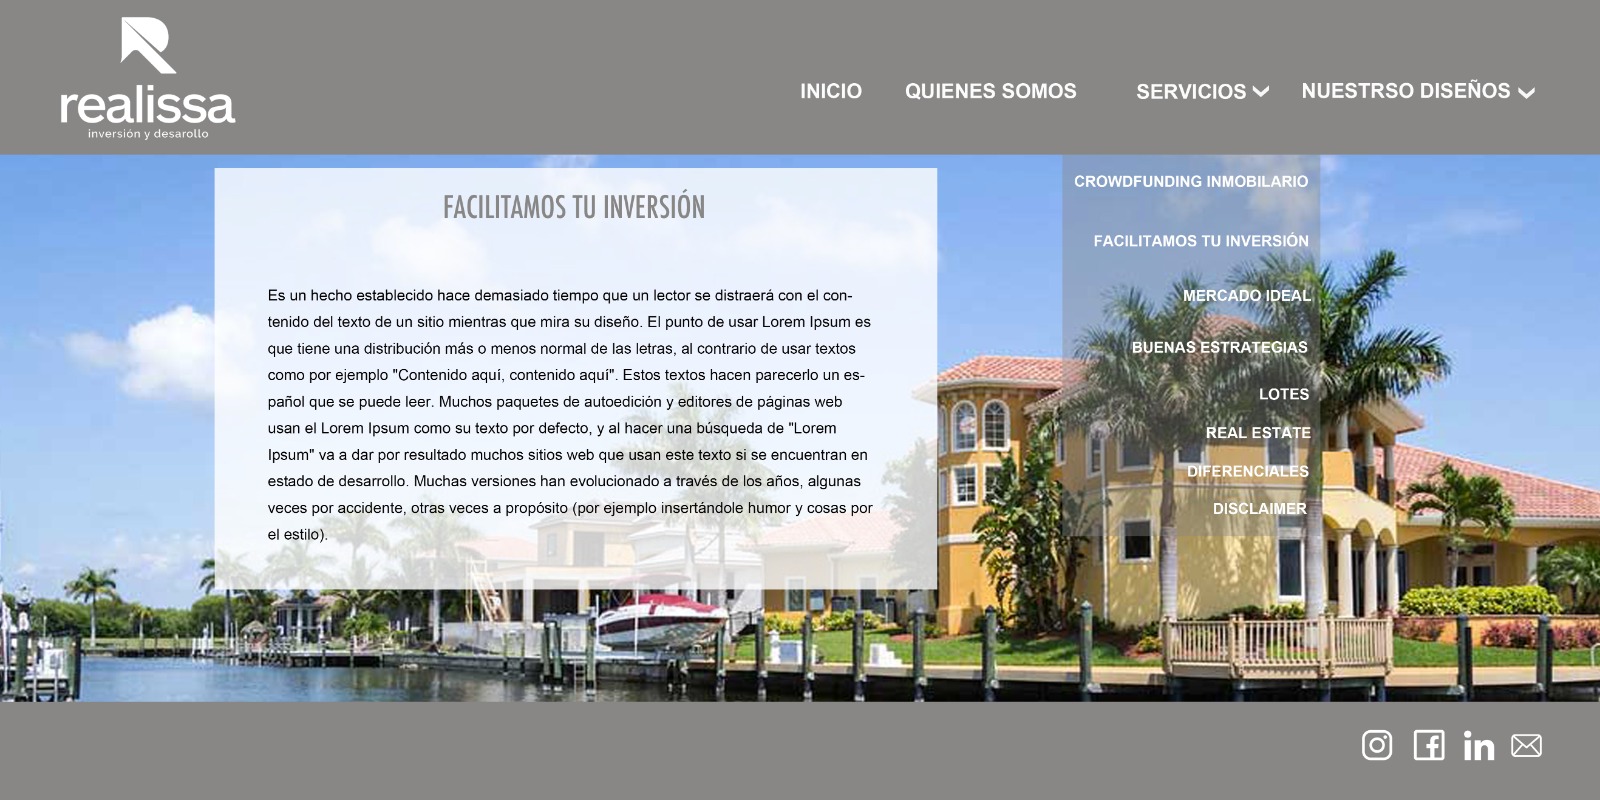 realissa
inversión y desarollo
INICIO
QUIENES SOMOS
SERVICIOS
NUESTRSO DISEÑOS
FACILITAMOS TU INVERSIÓN
Es un hecho establecido hace demasiado tiempo que un lector se distraerá con el con-
tenido del texto de un sitio mientras que mira su diseño. El punto de usar Lorem Ipsum es
que tiene una distribución más o menos normal de las letras, al contrario de usar textos
como por ejemplo "Contenido aquí, contenido aquí". Estos textos hacen parecerlo un es-
pañol que se puede leer. Muchos paquetes de autoedición y editores de páginas web
usan el Lorem Ipsum como su texto por defecto, y al hacer una búsqueda de "Lorem
Ipsum" va a dar por resultado muchos sitios web que usan este texto si se encuentran en
estado de desarrollo. Muchas versiones han evolucionado a través de los años, algunas
veces por accidente, otras veces a propósito (por ejemplo insertándole humor y cosas por
el estilo).
CROWDFUNDING INMOBILARIO
FACILITAMOS TU INVERSIÓN
MERCADO IDEAL
BUENAS ESTRATEGIAS
LOTES
REAL ESTATE
DIFERENCIALES
DISCLAIMER